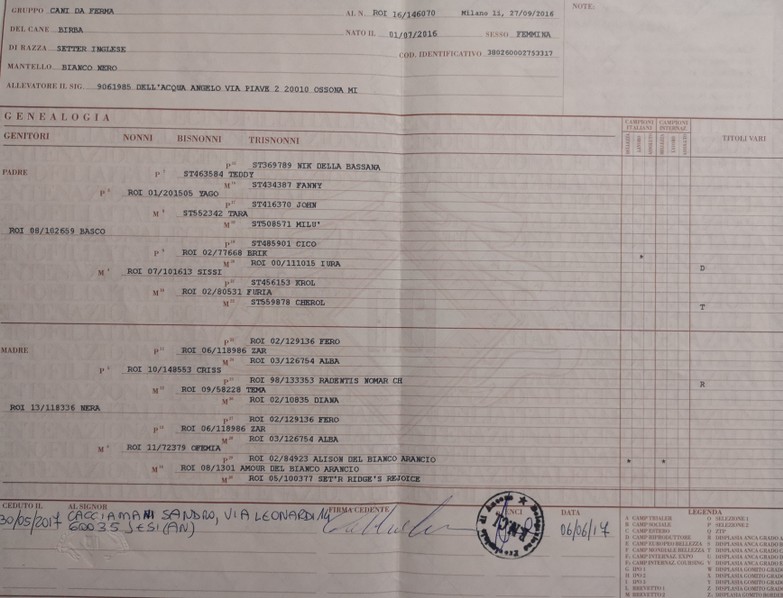 GRUPPO CANI DA FERMA AL N. ROI 16/146070 Milano lì, 27/09/2016 NOTE:
DEL CANE BIRBA NATO IL 01/07/2016 SESSO FEMMINA
DI RAZZA SETTER INGLESE COD. IDENTIFICATIVO 380260002753317
MANTELLO BIANCO NERO
ALLEVATORE IL SIG. 9061985 DELL'ACQUA ANGELO VIA PIAVE 2 20010 OSSONA MI
GENEALOGIA CAMPIONI ITALIANI CAMPIONI INTERNAZ
GENITORI NONNI BISNONNI TRISNONNI TITOLI VARI
ST369789 NIK DELLA BASSANA
PADRE ST463584 TEDDY
ST434387 FANNY
ROI 01/201505 YAGO
ST416370 JOHN
ST552342 TARA
ST508571 MILU'
ROI 08/102659 BASCO
ST485901 CICO
ROI 02/77668 ERIK *
ROI 00/111015 IURA D
ROI 07/101613 SISSI
ST456153 KROL
ROI 02/80531 FURIA
ST559878 CHEROL T
ROI 02/129136 FERO
MADRE ROI 06/118986 ZAR
ROI 03/126754 ALBA
ROI 10/148553 CRISS
ROI 98/133353 RADENTIS NOMAR CH R
ROI 09/58228 TEMA
ROI 02/10835 DIANA
ROI 13/118336 NERA
ROI 02/129136 FERO
ROI 06/118986 ZAR
ROI 03/126754 ALBA
ROI 11/72379 OFEMIA
ROI 02/84923 ALISON DEL BIANCO ARANCIO * *
ROI 08/1301 AMOUR DEL BIANCO ARANCIO
ROI 05/100377 SET'R RIDGE'S REJOICE
CEDUTO IL AL SIGNOR FIRMA CEDENTE ENCI DATA LEGENDA
30/05/2017 CACCIAMANI SANDRO, VIA LEONARDI 14 06/06/17
60035 JESI (AN)